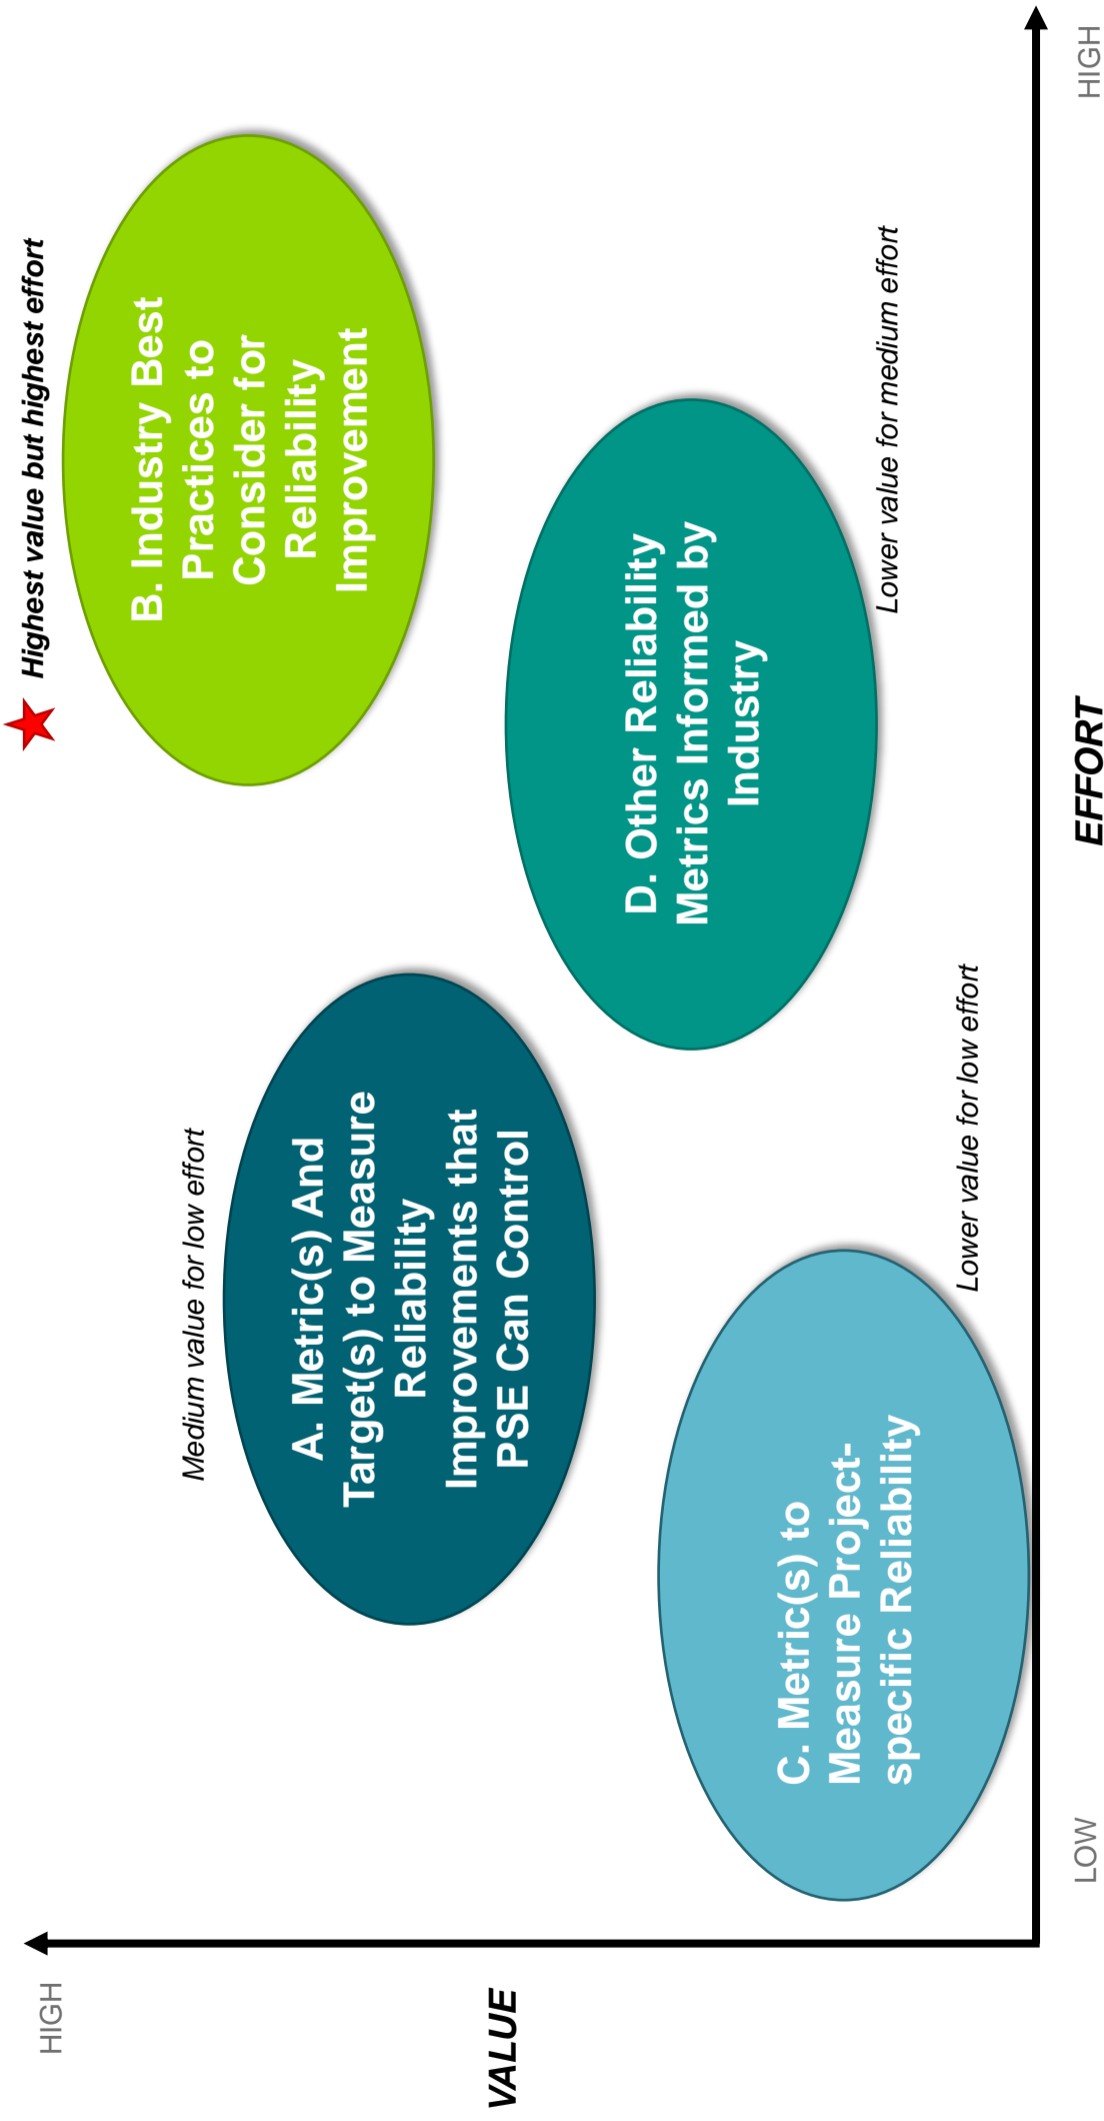 Highest value but highest effort
HIGH
B. Industry Best
Practices to
Consider for
Reliability
Improvement
Medium value for low effort
A. Metric(s) And
Target(s) to Measure
Reliability
Improvements that
PSE Can Control
VALUE
D. Other Reliability
Metrics Informed by
Industry
Lower value for medium effort
C. Metric(s) to
Measure Project-
specific Reliability
Lower value for low effort
LOW
EFFORT
HIGH